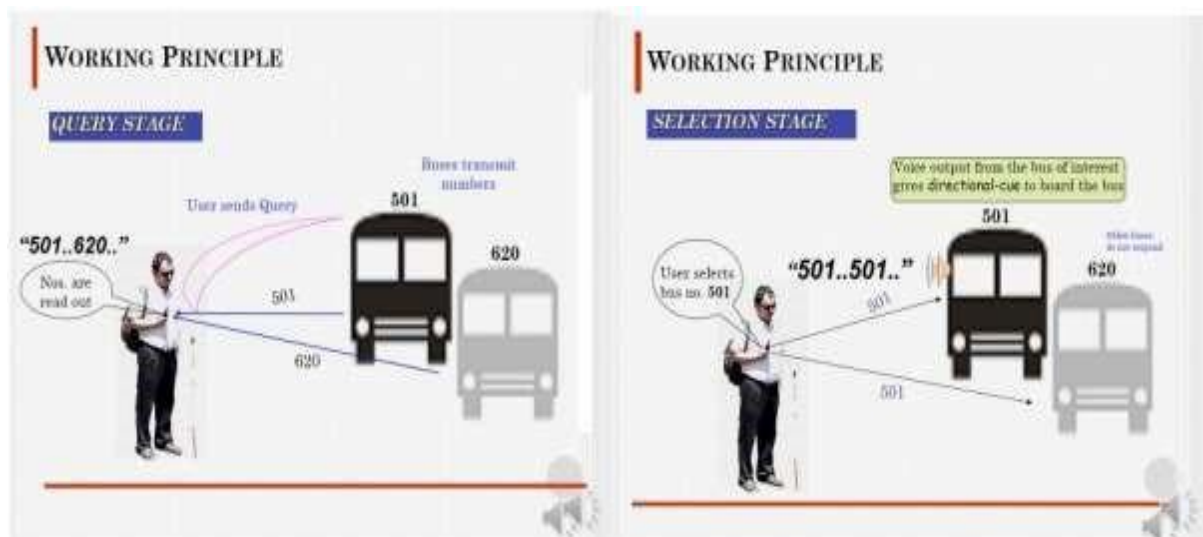 WORKING PRINCIPLE
QUERY STAGE
Buses transmit
numbers
User sends Query
501
620
"501..620.."
Nos. are
read out
501
620
WORKING PRINCIPLE
SELECTION STAGE
Voice output from the bus of interest
gives directional-cue to board the bus
501
620
User selects
bus no. 501
"501..501.."
501
501